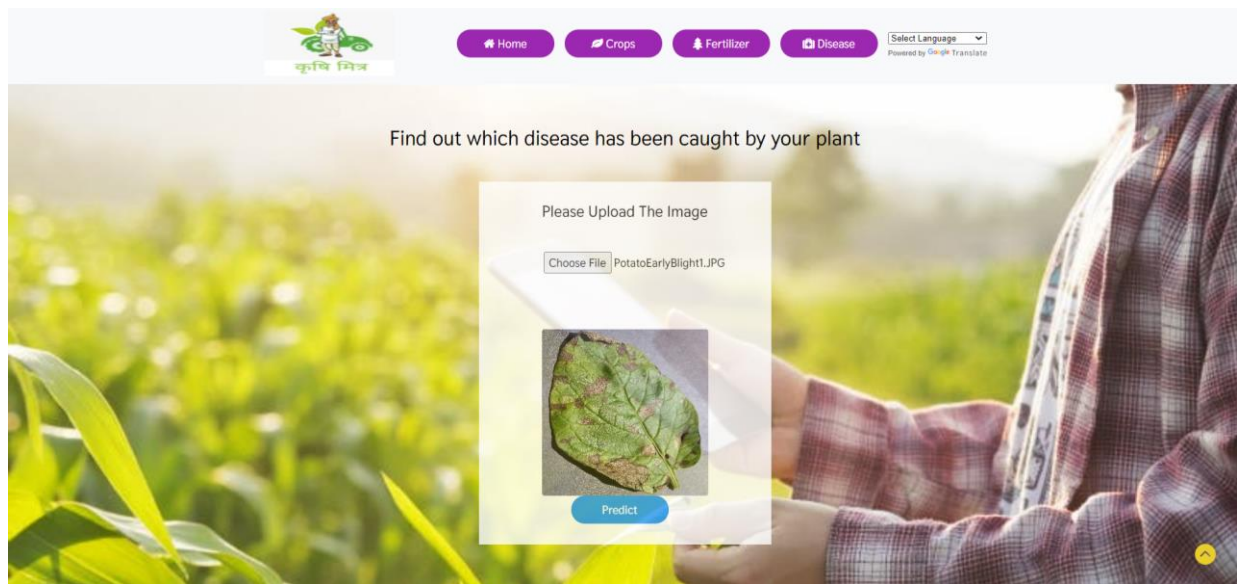 कृषि मित्र
Home
Crops
Fertilizer
Disease
Select Language
Powered by Google Translate
Find out which disease has been caught by your plant
Please Upload The Image
Choose File PotatoEarlyBlight1.JPG
Predict